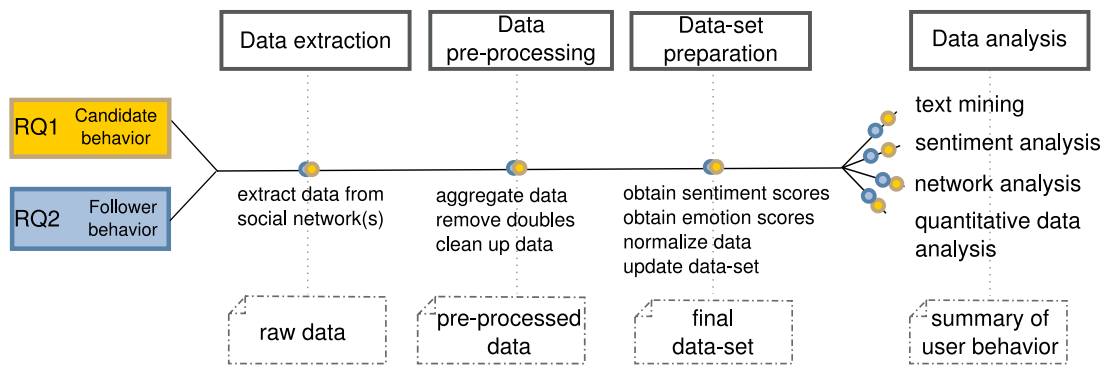 Data extraction
Data
pre-processing
Data-set
preparation
Data analysis
RQ1
Candidate
behavior
RQ2
Follower
behavior
extract data from
social network(s)
aggregate data
remove doubles
clean up data
obtain sentiment scores
obtain emotion scores
normalize data
update data-set
text mining
sentiment analysis
network analysis
quantitative data
analysis
raw data
pre-processed
data
final
data-set
summary of
user behavior